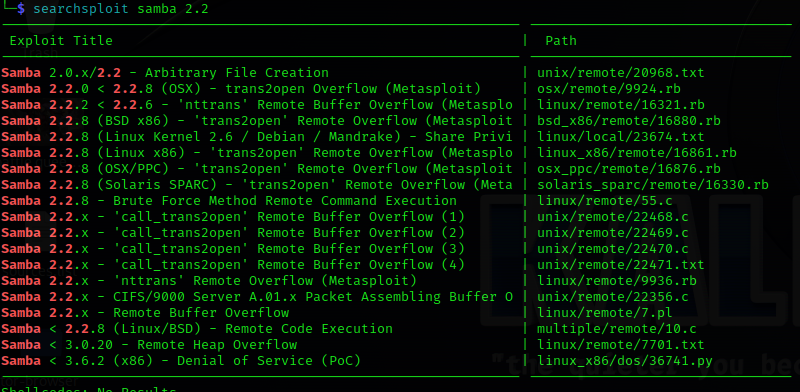 └─$ searchsploit samba 2.2
Exploit Title | Path
Samba 2.0.x/2.2 - Arbitrary File Creation | unix/remote/20968.txt
Samba 2.2.0 < 2.2.8 (OSX) - trans2open Overflow (Metasploit) | osx/remote/9924.rb
Samba 2.2.2 < 2.2.6 - 'nttrans' Remote Buffer Overflow (Metasplo | linux/remote/16321.rb
Samba 2.2.8 (BSD x86) - 'trans2open' Remote Overflow (Metasploit | bsd_x86/remote/16880.rb
Samba 2.2.8 (Linux Kernel 2.6 / Debian / Mandrake) - Share Privi | linux/local/23674.txt
Samba 2.2.8 (Linux x86) - 'trans2open' Remote Overflow (Metasplo | linux_x86/remote/16861.rb
Samba 2.2.8 (OSX/PPC) - 'trans2open' Remote Overflow (Metasploit | osx_ppc/remote/16876.rb
Samba 2.2.8 (Solaris SPARC) - 'trans2open' Remote Overflow (Meta | solaris_sparc/remote/16330.rb
Samba 2.2.8 - Brute Force Method Remote Command Execution | linux/remote/55.c
Samba 2.2.x - 'call_trans2open' Remote Buffer Overflow (1) | unix/remote/22468.c
Samba 2.2.x - 'call_trans2open' Remote Buffer Overflow (2) | unix/remote/22469.c
Samba 2.2.x - 'call_trans2open' Remote Buffer Overflow (3) | unix/remote/22470.c
Samba 2.2.x - 'call_trans2open' Remote Buffer Overflow (4) | unix/remote/22471.txt
Samba 2.2.x - 'nttrans' Remote Overflow (Metasploit) | linux/remote/9936.rb
Samba 2.2.x - CIFS/9000 Server A.01.x Packet Assembling Buffer O | unix/remote/22356.c
Samba 2.2.x - Remote Buffer Overflow | linux/remote/7.pl
Samba < 2.2.8 (Linux/BSD) - Remote Code Execution | multiple/remote/10.c
Samba < 3.0.20 - Remote Heap Overflow | linux/remote/7701.txt
Samba < 3.6.2 (x86) - Denial of Service (PoC) | linux_x86/dos/36741.py
"the quieter you bec
Shellcodes: No Results